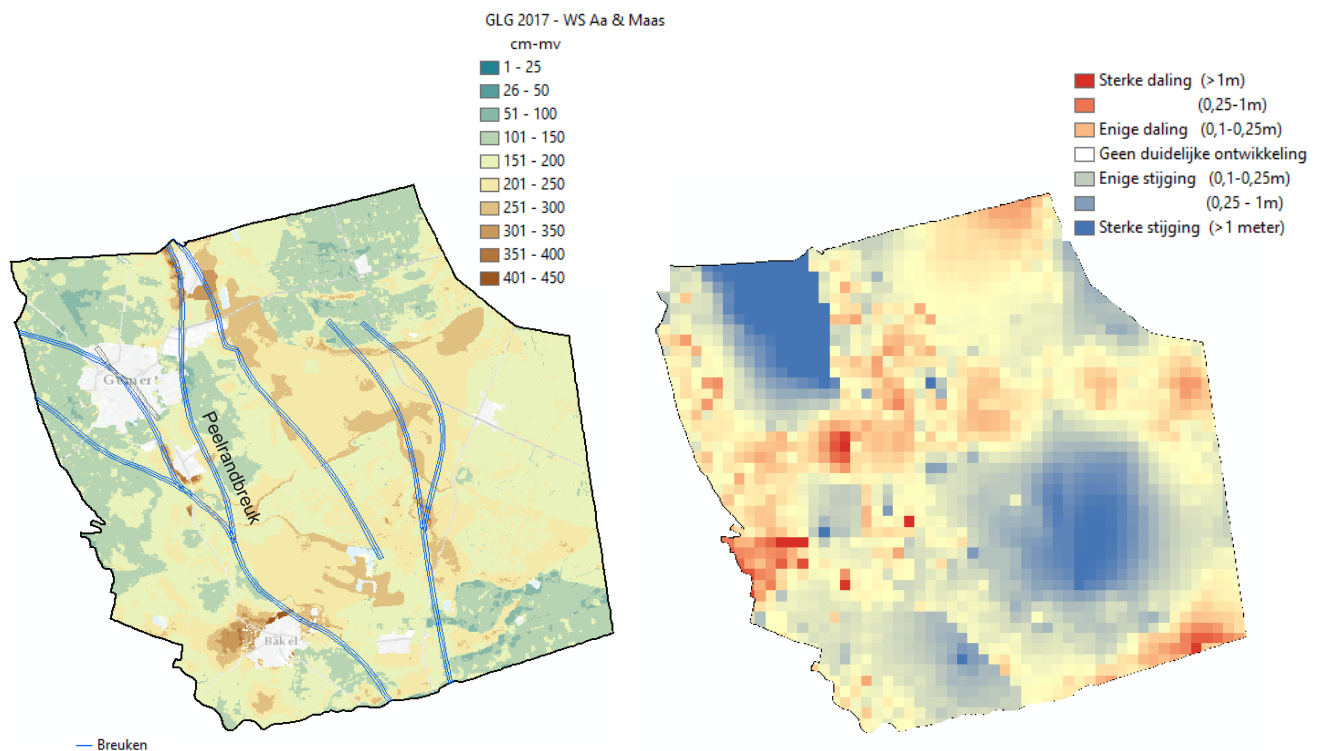 GLG 2017 - WS Aa & Maas
cm-mv
1 - 25
26 - 50
51 - 100
101 - 150
151 - 200
201 - 250
251 - 300
301 - 350
351 - 400
401 - 450
Gemert
Peelrandbreuk
Bakel
Breuken
Sterke daling (>1m)
(0,25-1m)
Enige daling (0,1-0,25m)
Geen duidelijke ontwikkeling
Enige stijging (0,1-0,25m)
(0,25 - 1m)
Sterke stijging (>1 meter)